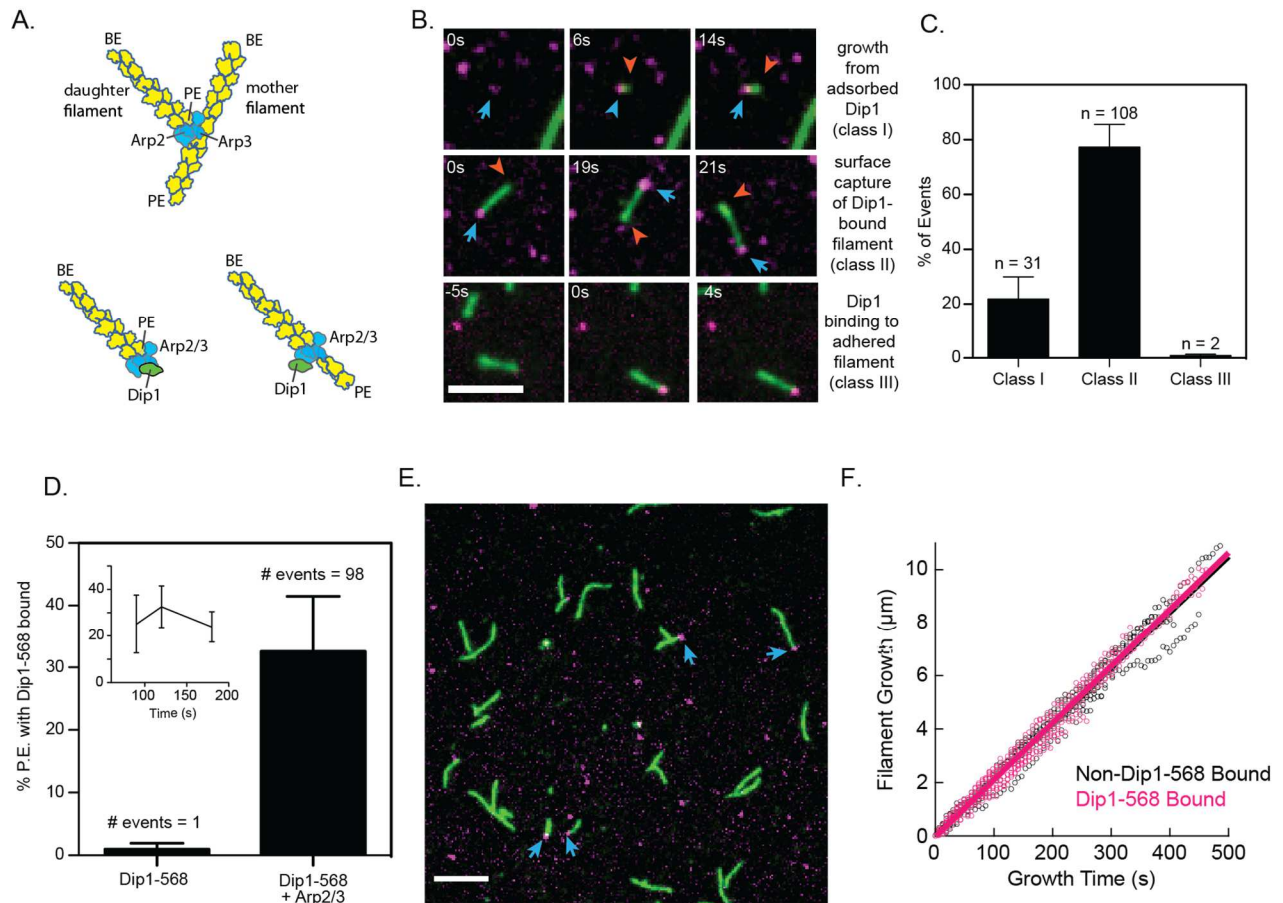 A.
BE
BE
daughter
filament
PE
mother
filament
Arp2
Arp3
PE
BE
PE
Arp2/3
Dip1
BE
Arp2/3
Dip1
PE
B.
0s
6s
14s
growth
from
adsorbed
Dip1
(class I)
0s
19s
21s
surface
capture
of Dip1-
bound
filament
(class II)
-5s
0s
4s
Dip1
binding to
adhered
filament
(class III)
C.
% of Events
100
80
60
40
20
0
n = 31
n = 108
n = 2
Class I
Class II
Class III
D.
% P.E. with Dip1-568 bound
50
40
30
20
10
0
40
20
0
100
150
200
Time (s)
# events = 1
# events = 98
Dip1-568
Dip1-568
+ Arp2/3
E.
F.
Filament Growth (µm)
10
8
6
4
2
0
Non-Dip1-568 Bound
Dip1-568 Bound
0 100 200 300 400 500
Growth Time (s)